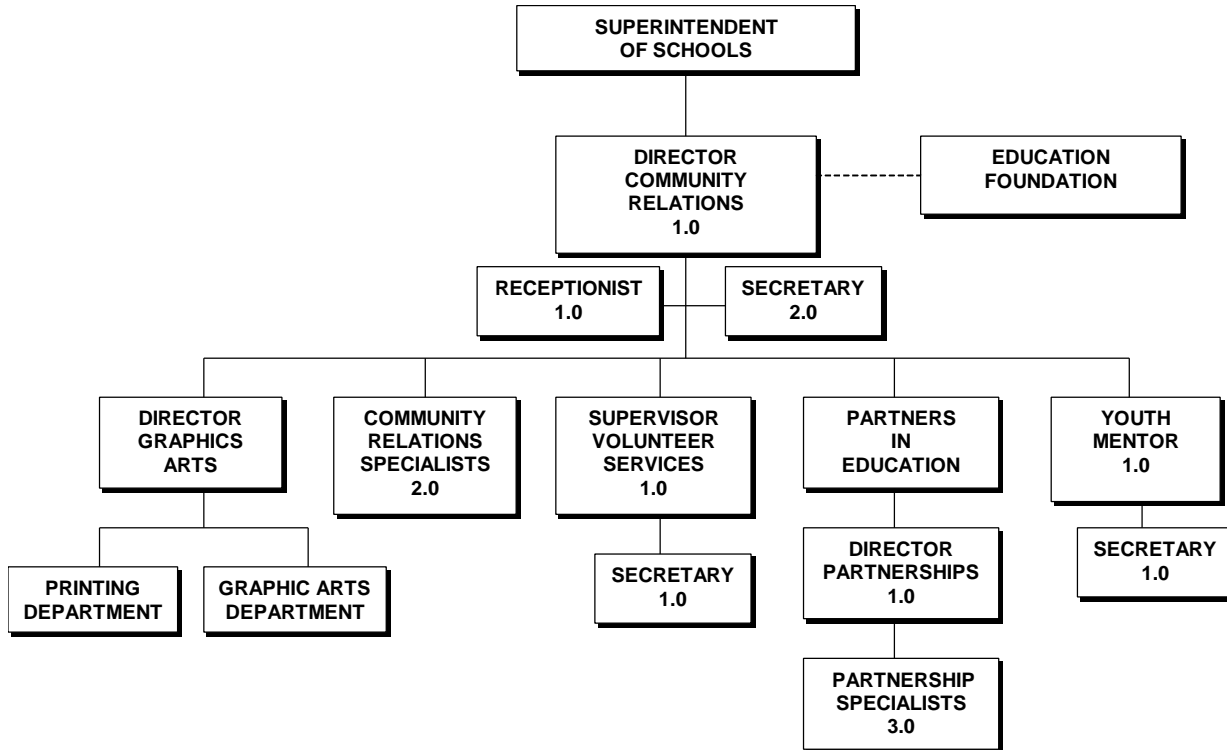 SUPERINTENDENT
OF SCHOOLS
DIRECTOR
COMMUNITY
RELATIONS
1.0
EDUCATION
FOUNDATION
RECEPTIONIST
1.0
SECRETARY
2.0
DIRECTOR
GRAPHICS
ARTS
COMMUNITY
RELATIONS
SPECIALISTS
2.0
SUPERVISOR
VOLUNTEER
SERVICES
1.0
PARTNERS
IN
EDUCATION
YOUTH
MENTOR
1.0
PRINTING
DEPARTMENT
GRAPHIC ARTS
DEPARTMENT
SECRETARY
1.0
DIRECTOR
PARTNERSHIPS
1.0
SECRETARY
1.0
PARTNERSHIP
SPECIALISTS
3.0